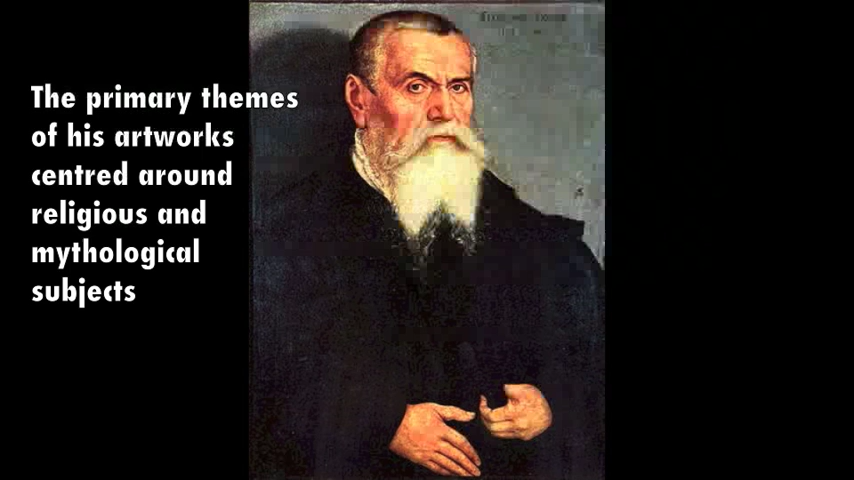 The primary themes
of his artworks
centred around
religious and
mythological
subjects